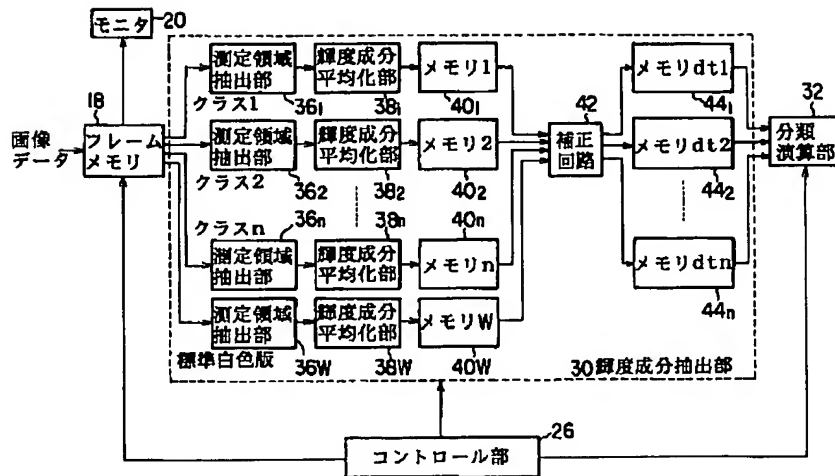 モニタ 20
測定領域抽出部
輝度成分平均化部
メモリ1
メモリdt1
クラス1
36₁
38₁
40₁
44₁
18
42
32
画像データ
フレームメモリ
測定領域抽出部
輝度成分平均化部
メモリ2
補正回路
メモリdt2
分類演算部
クラス2
36₂
38₂
40₂
44₂
クラスn
36n
38n
40n
測定領域抽出部
輝度成分平均化部
メモリn
メモリdtn
44n
測定領域抽出部
輝度成分平均化部
メモリW
標準白色版
36W
38W
40W
30 輝度成分抽出部
26
コントロール部